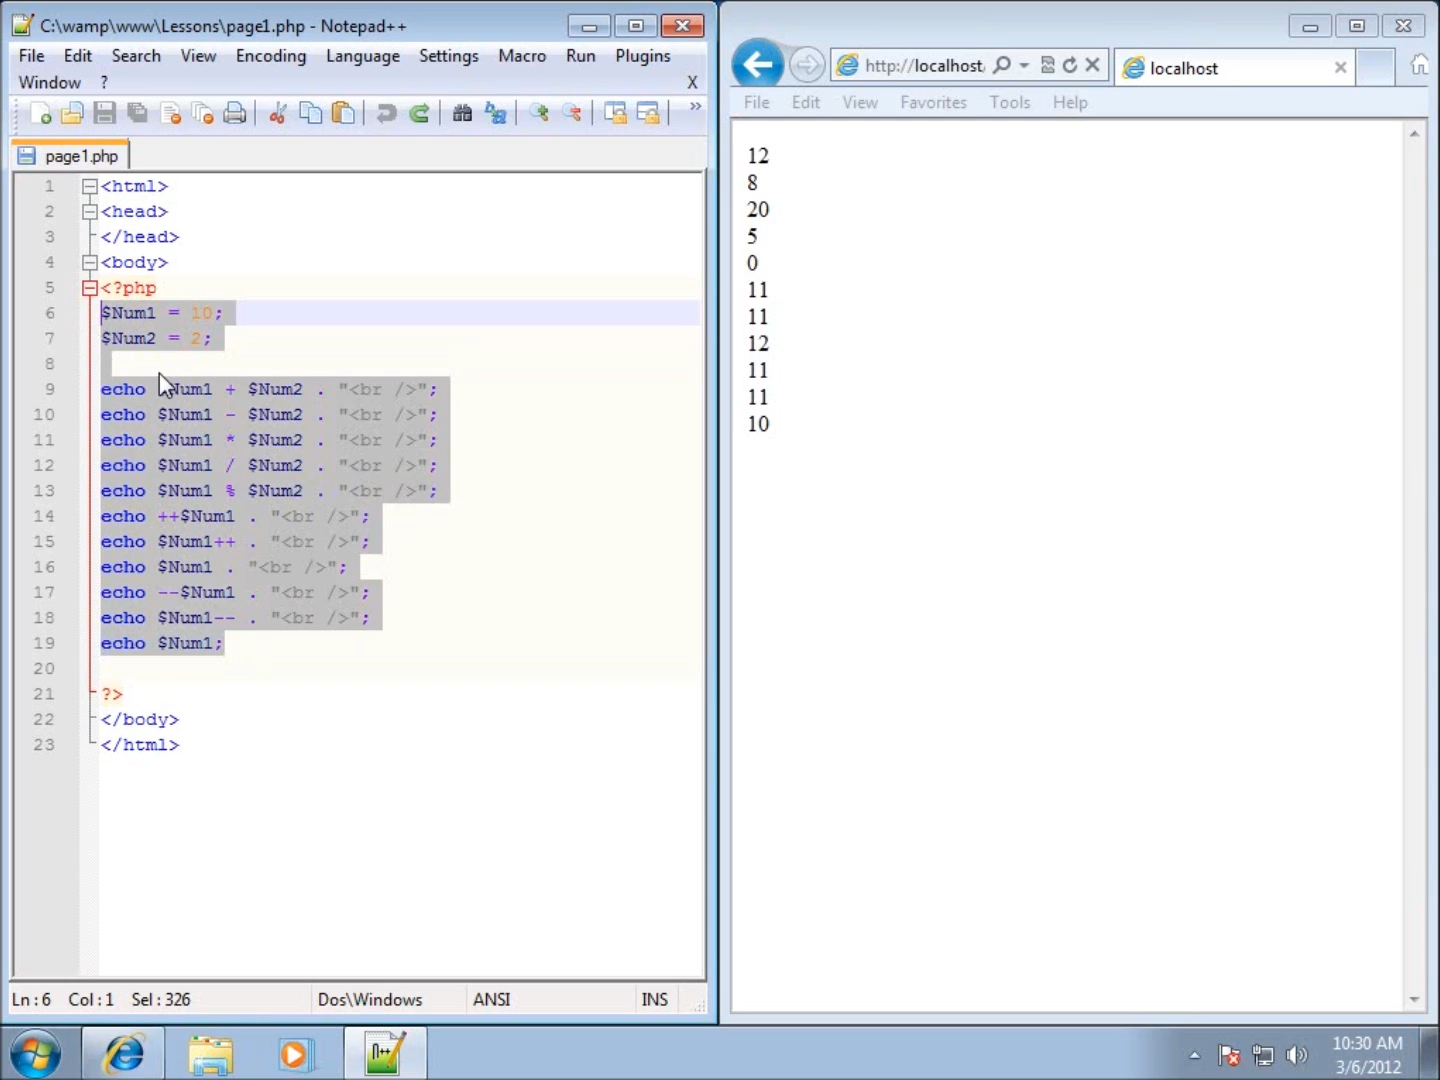 C:\wamp\www\Lessons\page1.php - Notepad++
File Edit Search View Encoding Language Settings Macro Run Plugins
Window ? X
page1.php
1 <html>
2 <head>
3 </head>
4 <body>
5 <?php
6 $Num1 = 10;
7 $Num2 = 2;
8
9 echo $Num1 + $Num2 . "<br />";
10 echo $Num1 - $Num2 . "<br />";
11 echo $Num1 * $Num2 . "<br />";
12 echo $Num1 / $Num2 . "<br />";
13 echo $Num1 % $Num2 . "<br />";
14 echo ++$Num1 . "<br />";
15 echo $Num1++ . "<br />";
16 echo $Num1 . "<br />";
17 echo --$Num1 . "<br />";
18 echo $Num1-- . "<br />";
19 echo $Num1;
20
21 ?>
22 </body>
23 </html>
Ln : 6 Col : 1 Sel : 326 Dos\Windows ANSI INS
http://localhost localhost
File Edit View Favorites Tools Help
12
8
20
5
0
11
11
12
11
11
10
10:30 AM
3/6/2012